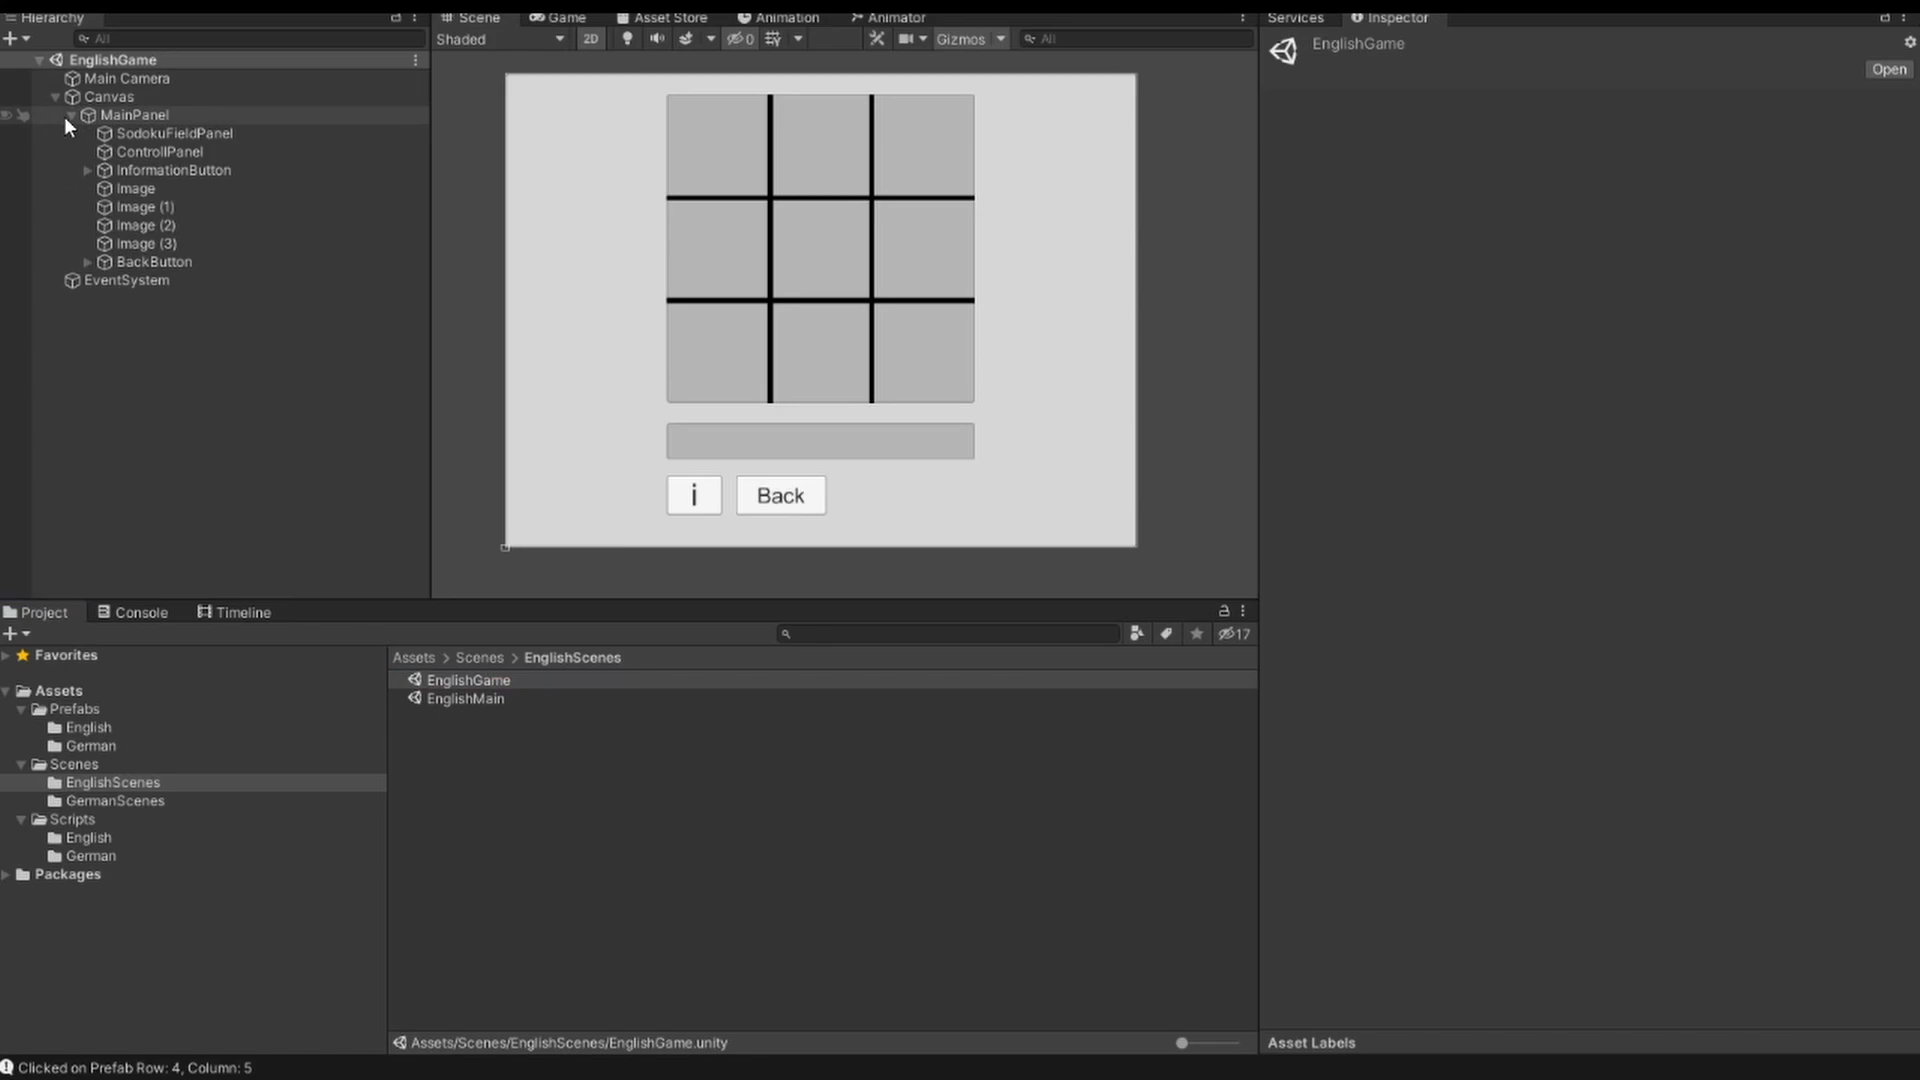 Hierarchy
Scene Game Asset Store Animation Animator
Services Inspector
All
Shaded 2D 0 Gizmos All
EnglishGame
Open
EnglishGame
Main Camera
Canvas
MainPanel
SodokuFieldPanel
ControllPanel
InformationButton
Image
Image (1)
Image (2)
Image (3)
BackButton
EventSystem
i Back
Project Console Timeline
17
Favorites
Assets
Prefabs
English
German
Scenes
EnglishScenes
GermanScenes
Scripts
English
German
Packages
Assets > Scenes > EnglishScenes
EnglishGame
EnglishMain
Assets/Scenes/EnglishScenes/EnglishGame.unity
Asset Labels
Clicked on Prefab Row: 4, Column: 5